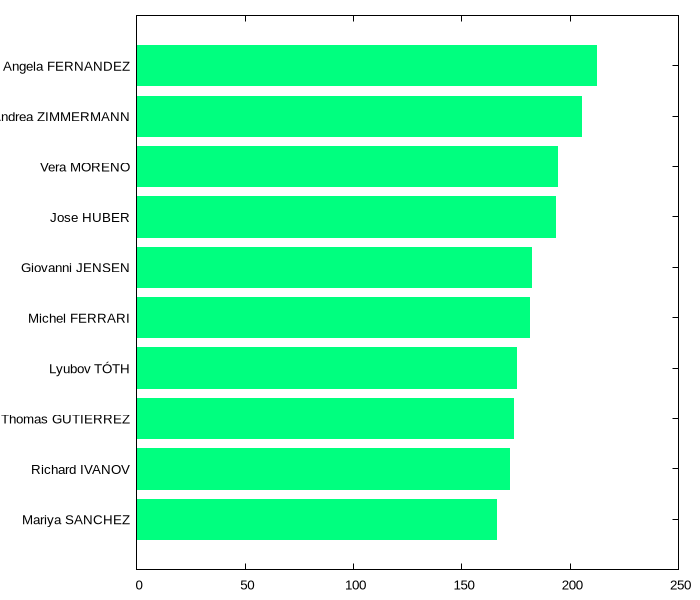 Angela FERNANDEZ
ndrea ZIMMERMANN
Vera MORENO
Jose HUBER
Giovanni JENSEN
Michel FERRARI
Lyubov TÓTH
Thomas GUTIERREZ
Richard IVANOV
Mariya SANCHEZ
0 50 100 150 200 250